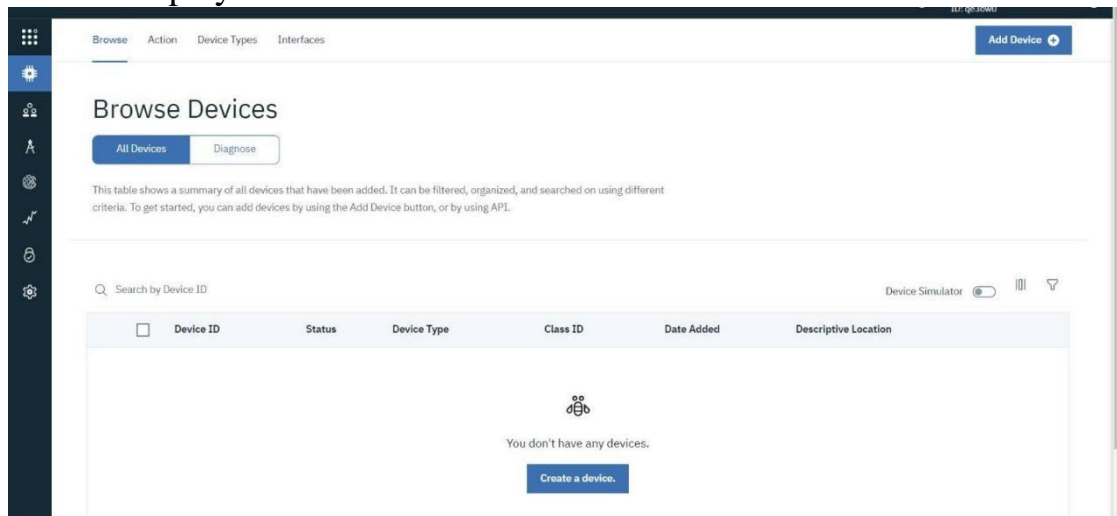 ID: qe3owu
Browse Action Device Types Interfaces Add Device
Browse Devices
All Devices Diagnose
This table shows a summary of all devices that have been added. It can be filtered, organized, and searched on using different
criteria. To get started, you can add devices by using the Add Device button, or by using API.
Search by Device ID Device Simulator
Device ID Status Device Type Class ID Date Added Descriptive Location
You don't have any devices.
Create a device.